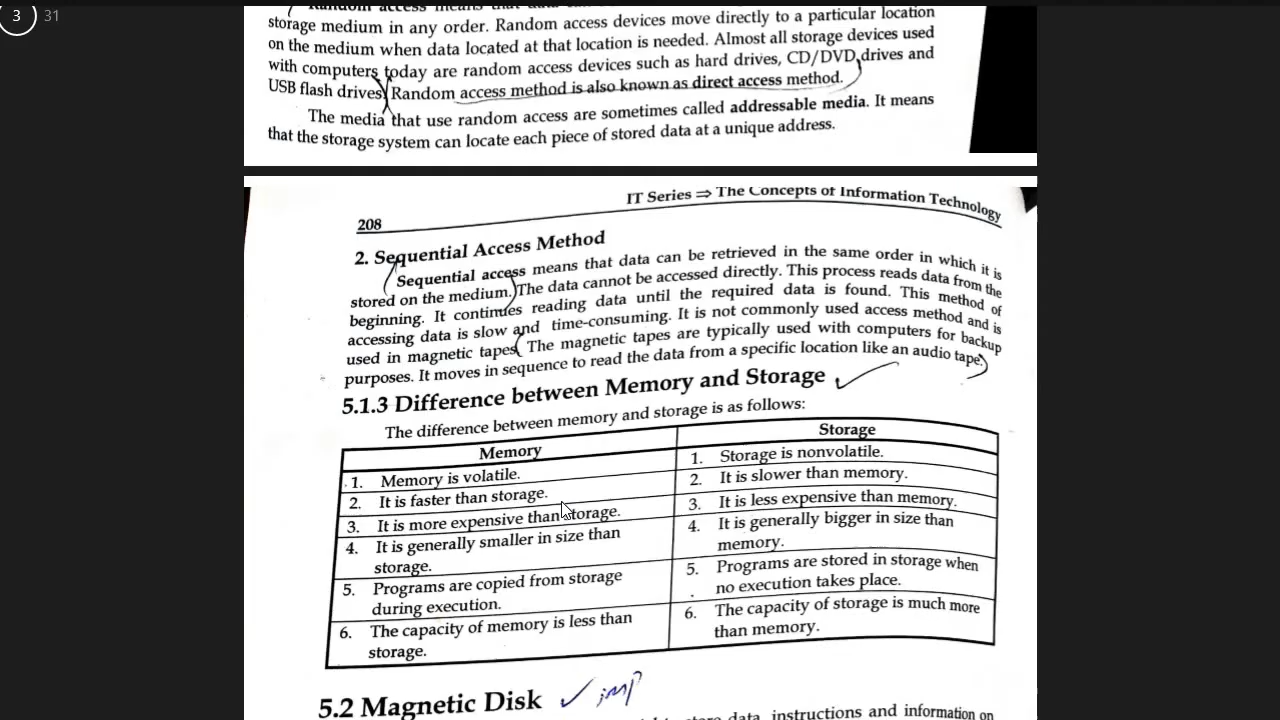 3 31
Random access means that data can
storage medium in any order. Random access devices move directly to a particular location
on the medium when data located at that location is needed. Almost all storage devices used
with computers today are random access devices such as hard drives, CD/DVD drives and
USB flash drives. Random access method is also known as direct access method.
The media that use random access are sometimes called addressable media. It means
that the storage system can locate each piece of stored data at a unique address.
IT Series ⇒ The Concepts of Information Technology
208
2. Sequential Access Method
Sequential access means that data can be retrieved in the same order in which it is
stored on the medium. The data cannot be accessed directly. This process reads data from the
beginning. It continues reading data until the required data is found. This method of
accessing data is slow and time-consuming. It is not commonly used access method and is
used in magnetic tapes. The magnetic tapes are typically used with computers for backup
purposes. It moves in sequence to read the data from a specific location like an audio tape.
5.1.3 Difference between Memory and Storage
The difference between memory and storage is as follows:
Memory Storage
1. Memory is volatile. 1. Storage is nonvolatile.
2. It is faster than storage. 2. It is slower than memory.
3. It is more expensive than storage. 3. It is less expensive than memory.
4. It is generally smaller in size than 4. It is generally bigger in size than
storage. memory.
5. Programs are copied from storage 5. Programs are stored in storage when
during execution. no execution takes place.
6. The capacity of memory is less than 6. The capacity of storage is much more
storage. than memory.
5.2 Magnetic Disk imp
store data, instructions and information on